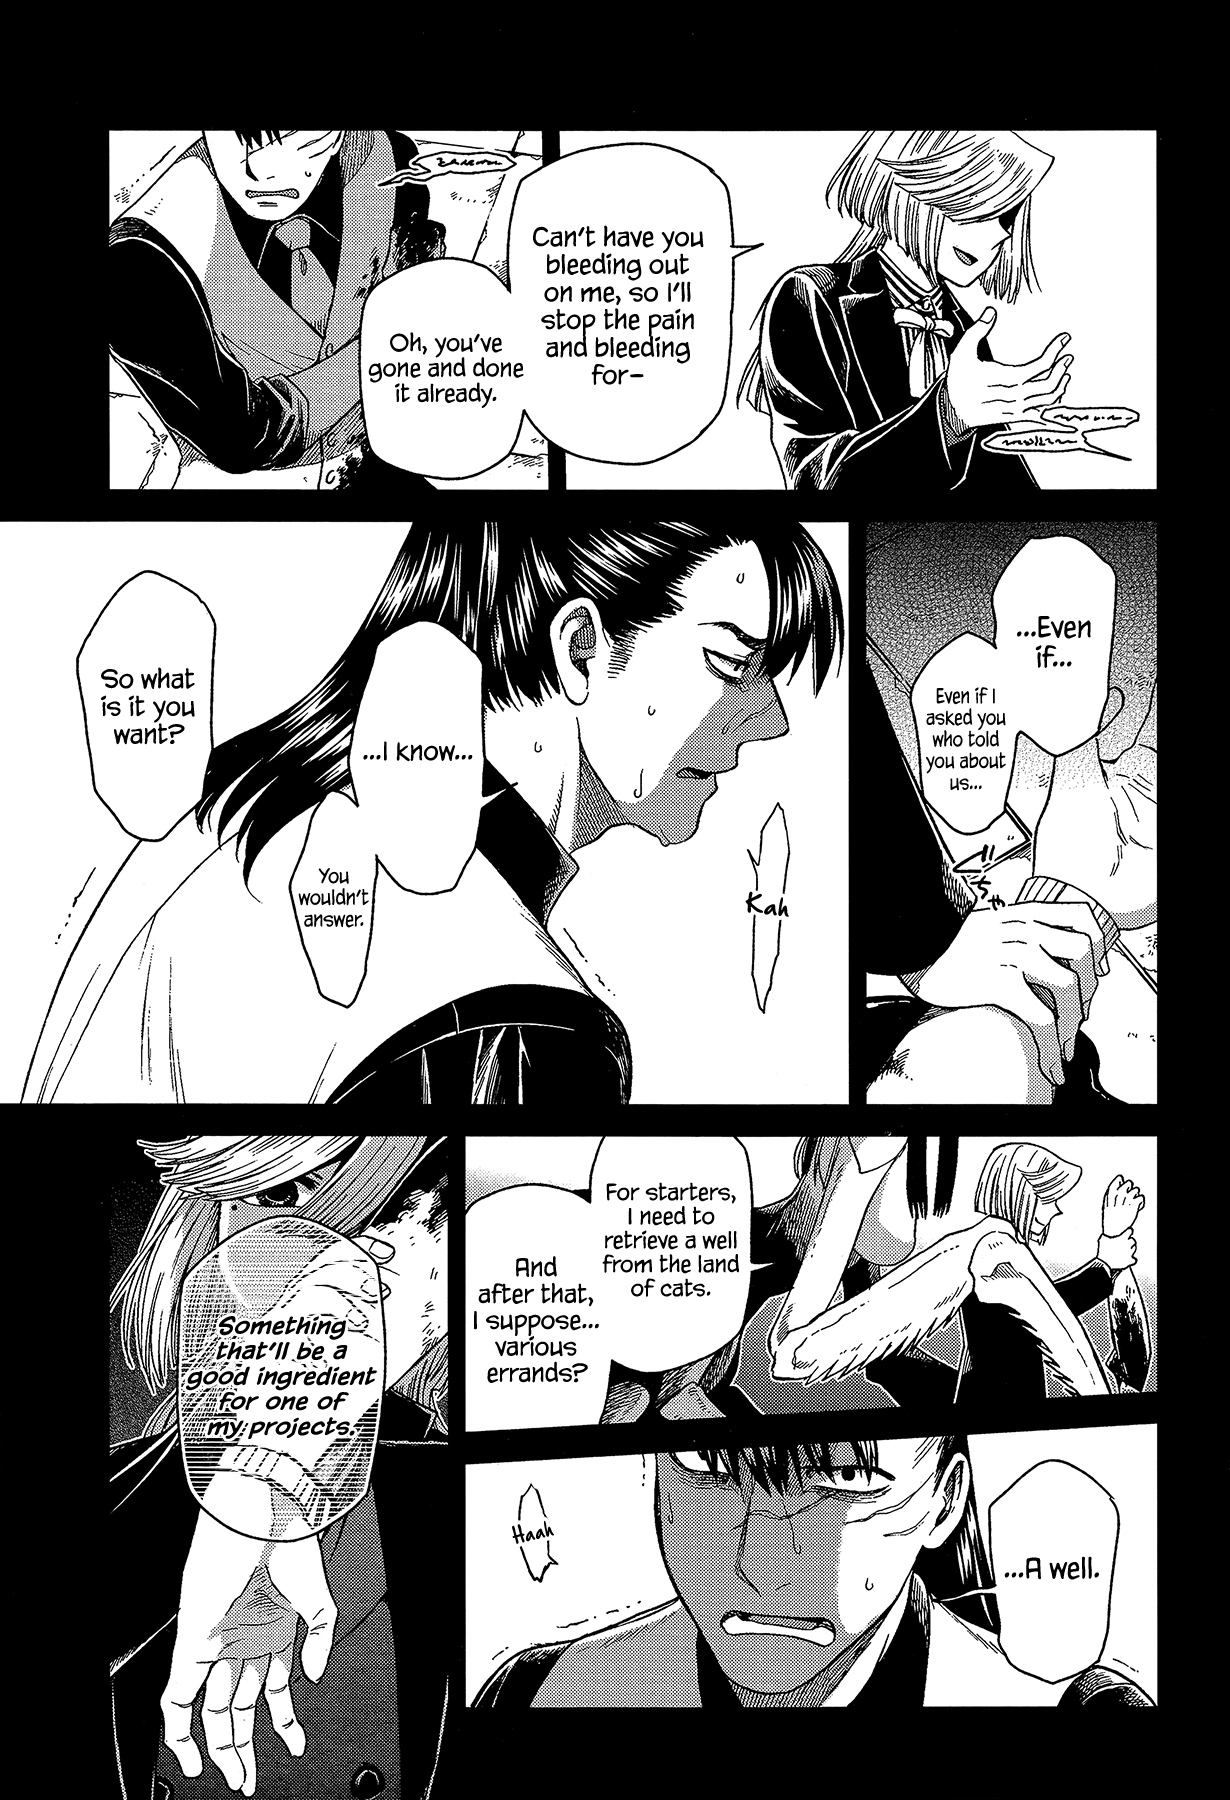 Can't have you
bleeding out
on me, so I'll
stop the pain
and bleeding
for—
Oh, you've
gone and done
it already.
...Even
if...
Even if I
asked you
who told
you about
us...
Kah
...I know...
You
wouldn't
answer.
So what
is it you
want?
For starters,
I need to
retrieve a well
from the land
of cats.
And
after that,
I suppose...
various
errands?
...A well.
Haah
Something
that'll be a
good ingredient
for one of
my projects.